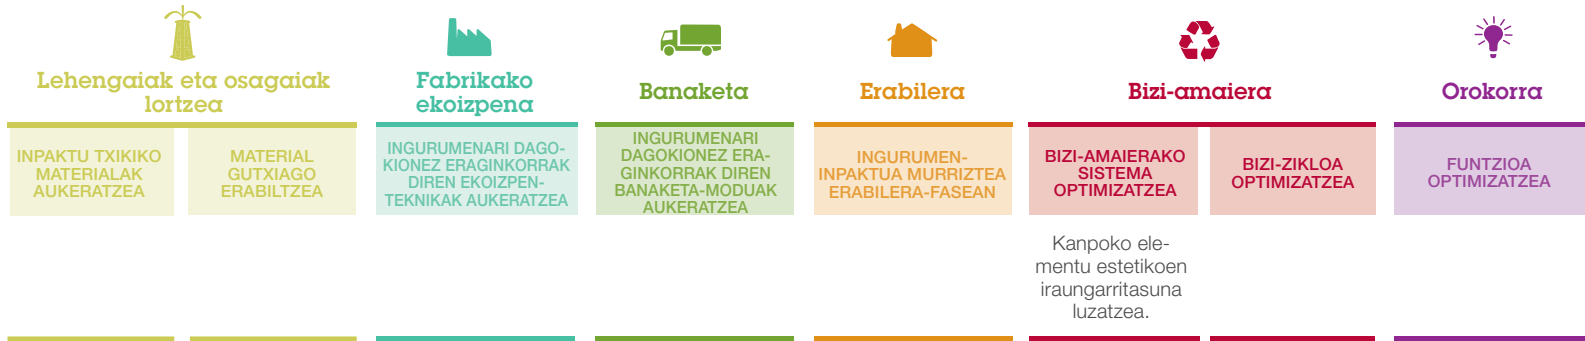 Lehengaiak eta osagaiak
lortzea
Fabrikako
ekoizpena
Banaketa
Erabilera
Bizi-amaiera
Orokorra
INPAKTU TXIKIKO
MATERIALAK
AUKERATZEA
MATERIAL
GUTXIAGO
ERABILTZEA
INGURUMENARI DAGO-
KIONEZ ERAGINKORRAK
DIREN EKOIZPEN-
TEKNIKAK AUKERATZEA
INGURUMENARI
DAGOKIONEZ ERA-
GINKORRAK DIREN
BANAKETA-MODUAK
AUKERATZEA
INGURUMEN-
INPAKTUA MURRIZTEA
ERABILERA-FASEAN
BIZI-AMAIERAKO
SISTEMA
OPTIMIZATZEA
BIZI-ZIKLOA
OPTIMIZATZEA
FUNTZIOA
OPTIMIZATZEA
Kanpoko ele-
mentu estetikoen
iraungarritasuna
luzatzea.